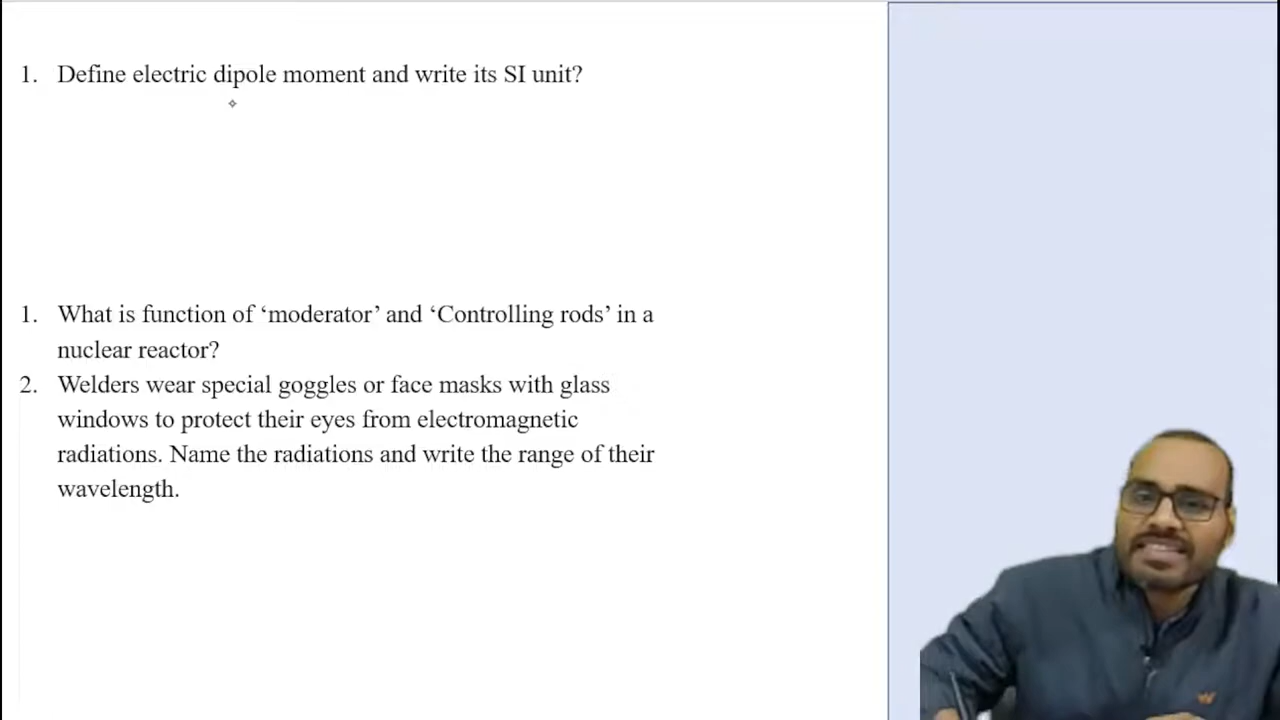 1. Define electric dipole moment and write its SI unit?
1. What is function of ‘moderator’ and ‘Controlling rods’ in a
nuclear reactor?
2. Welders wear special goggles or face masks with glass
windows to protect their eyes from electromagnetic
radiations. Name the radiations and write the range of their
wavelength.